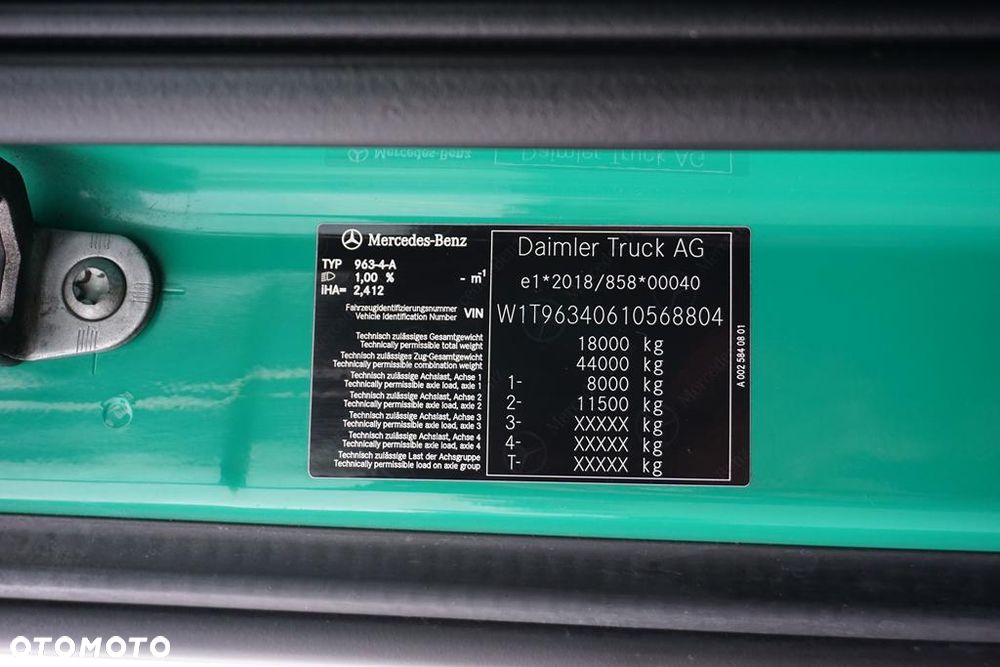 Mercedes-Benz
Daimler Truck AG
TYP 963-4-A
1,00 % - m-1
iHA= 2,412
e1*2018/858*00040
Fahrzeugidentifizierungsnummer
Vehicle Identification Number VIN W1T96340610568804
Technisch zulässiges Gesamtgewicht
Technically permissible total weight 18000 kg
Technisch zulässiges Zug-Gesamtgewicht
Technically permissible combination weight 44000 kg
Technisch zulässige Achslast, Achse 1
Technically permissible axle load, axle 1 1- 8000 kg
Technisch zulässige Achslast, Achse 2
Technically permissible axle load, axle 2 2- 11500 kg
Technisch zulässige Achslast, Achse 3
Technically permissible axle load, axle 3 3- XXXXX kg
Technisch zulässige Achslast, Achse 4
Technically permissible axle load, axle 4 4- XXXXX kg
Technisch zulässige Last der Achsgruppe
Technically permissible load on axle group T- XXXXX kg
A 002 584 08 01
OTOMOTO